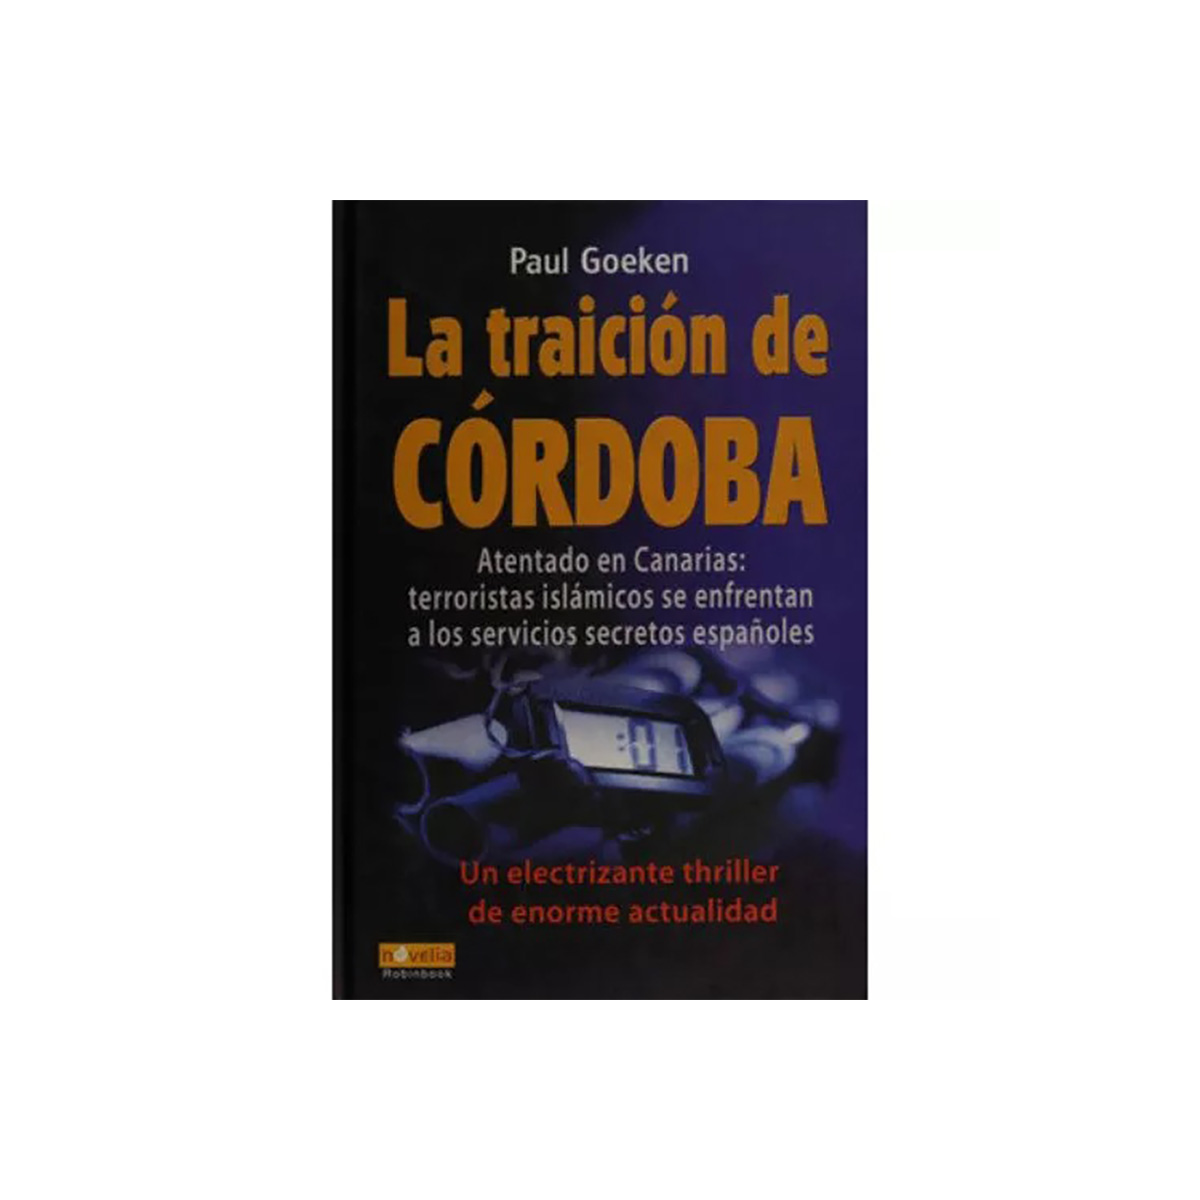 Paul Goeken
La traición de
CÓRDOBA
Atentado en Canarias:
terroristas islámicos se enfrentan
a los servicios secretos españoles
Un electrizante thriller
de enorme actualidad
novelia
Robinbook